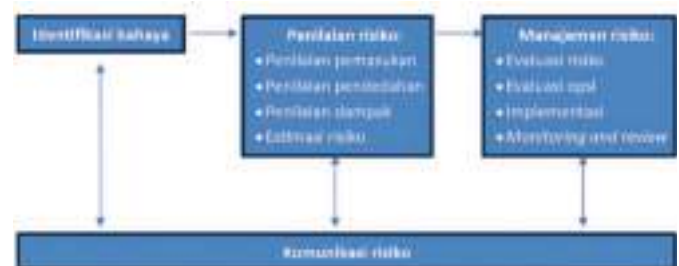 Identifikasi bahaya
Penilaian risiko:
• Penilaian pemasukan
• Penilaian pendedahan
• Penilaian dampak
• Estimasi risiko
Manajemen risiko:
• Evaluasi risiko
• Evaluasi opsi
• Implementasi
• Monitoring and review
Komunikasi risiko